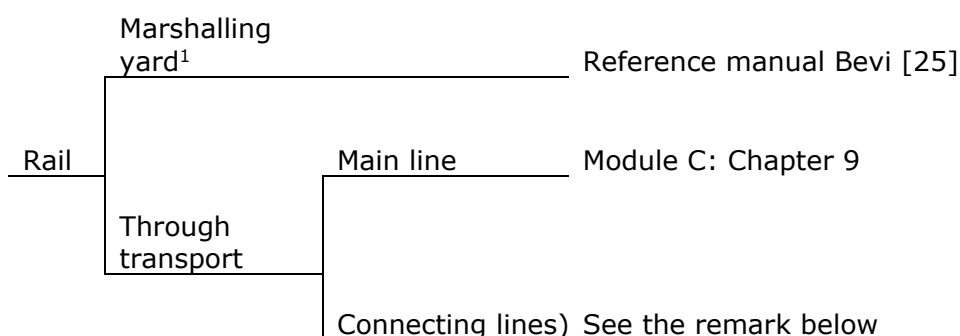 Marshalling
yard¹
Reference manual Bevi [25]
Rail
Main line
Module C: Chapter 9
Through
transport
Connecting lines)
See the remark below